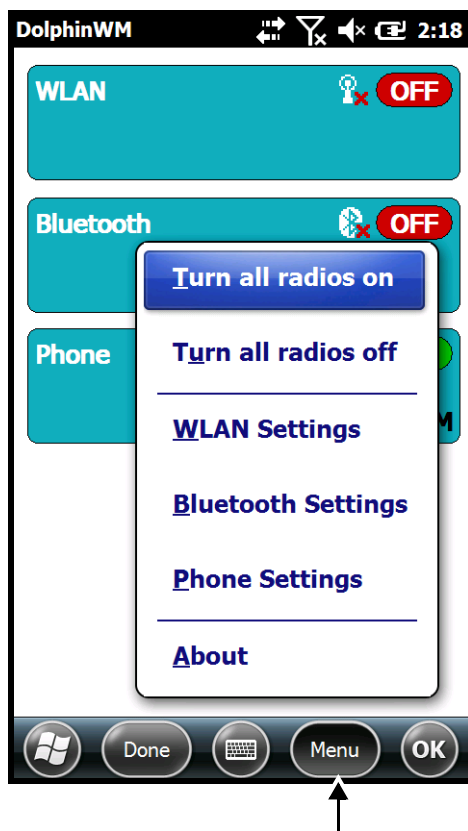 DolphinWM 2:18
WLAN OFF
Bluetooth OFF
Turn all radios on
Turn all radios off
Phone
M
WLAN Settings
Bluetooth Settings
Phone Settings
About
Done Menu OK